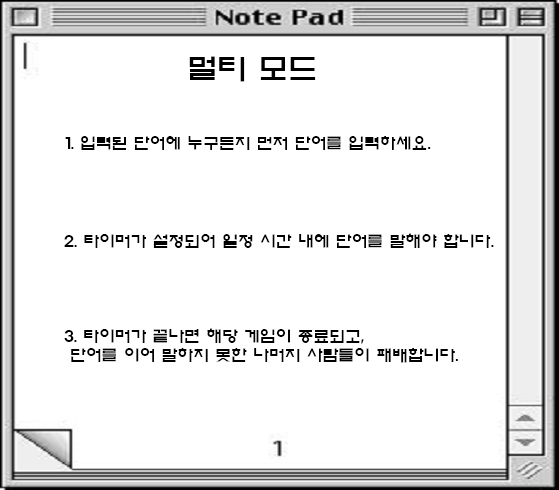 Note Pad
멀티 모드
1. 입력된 단어에 누구든지 먼저 단어를 입력하세요.
2. 타이머가 설정되어 일정 시간 내에 단어를 말해야 합니다.
3. 타이머가 끝나면 해당 게임이 종료되고,
단어를 이어 말하지 못한 나머지 사람들이 패배합니다.
1